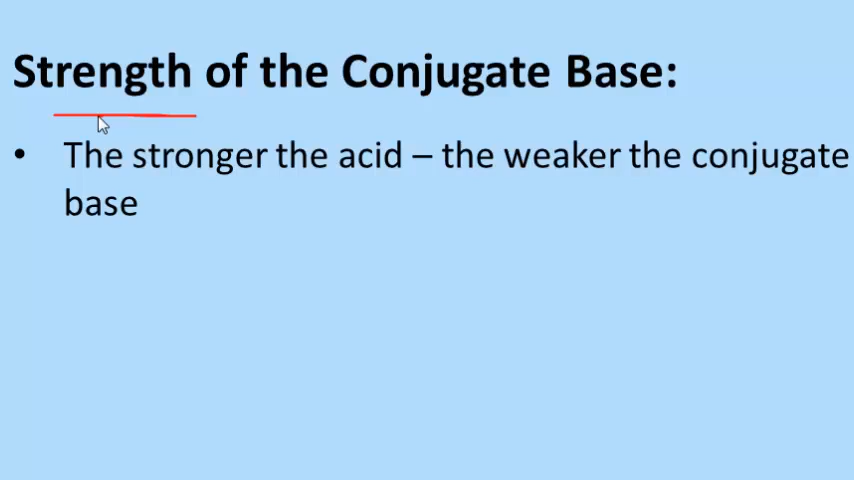 Strength of the Conjugate Base:
• The stronger the acid – the weaker the conjugate
base